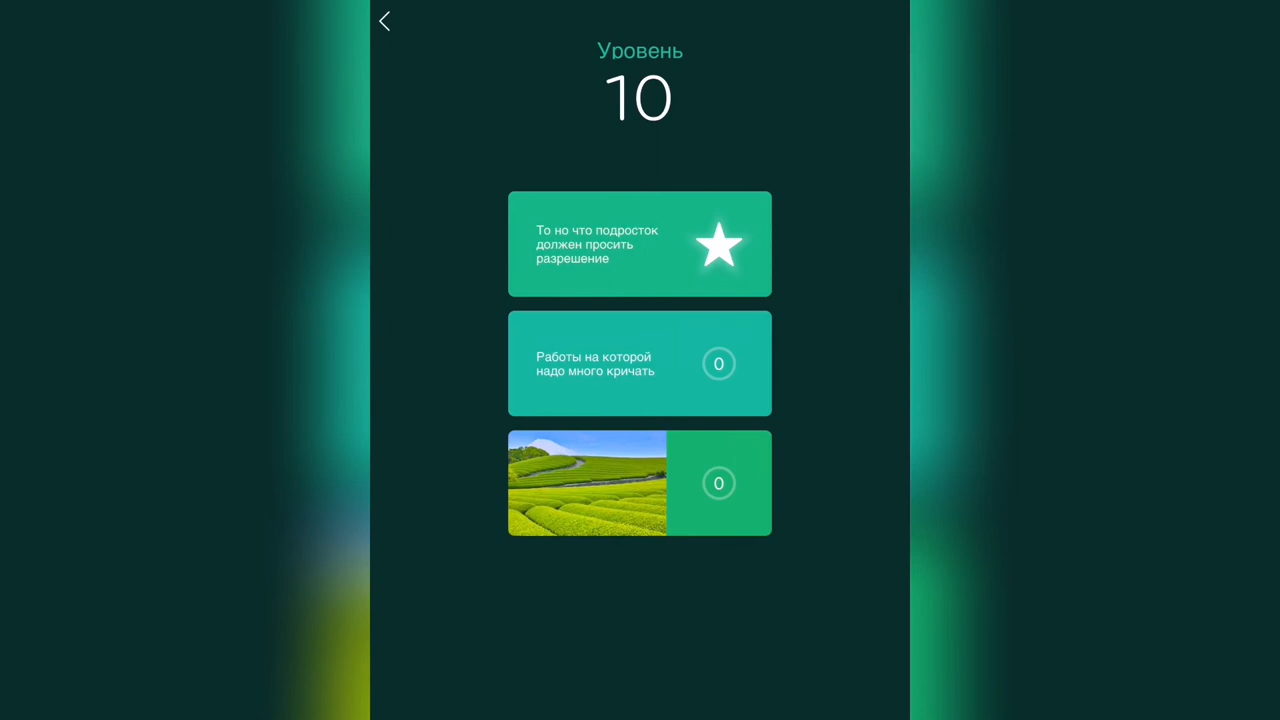 Уровень
10
То но что подросток
должен просить
разрешение
Работы на которой
надо много кричать
0
0